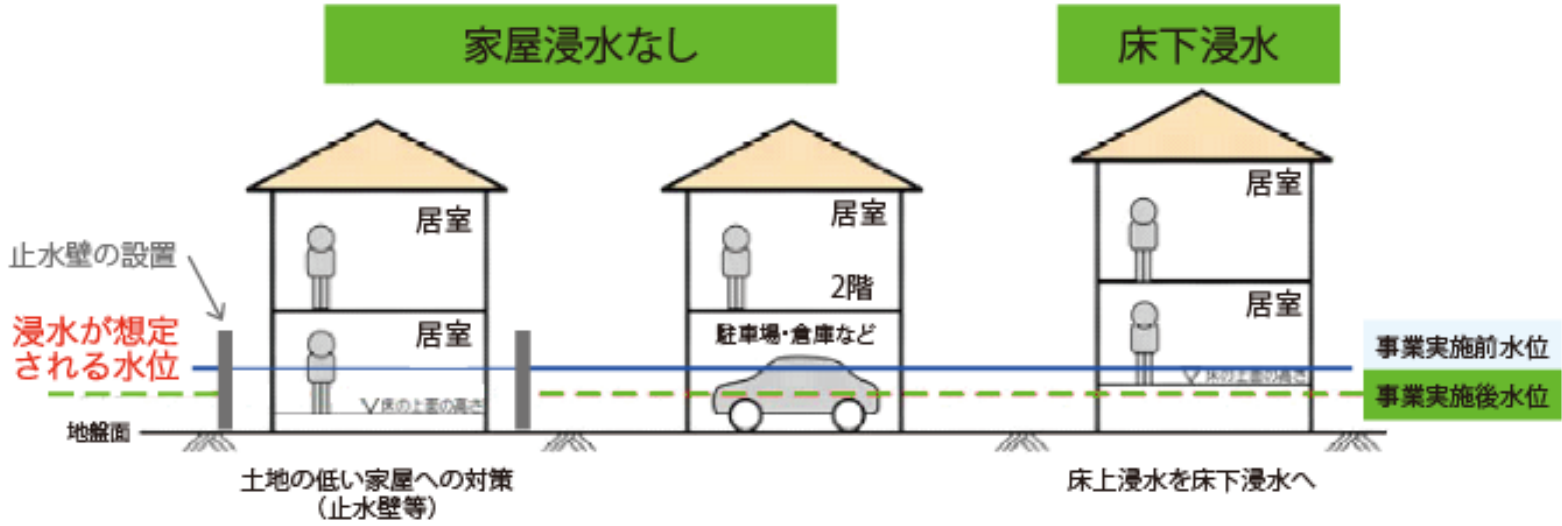 家屋浸水なし
床下浸水
居室
居室
居室
止水壁の設置
2階
浸水が想定
される水位
居室
駐車場・倉庫など
居室
事業実施前水位
床の上面の高さ
床の上面の高さ
事業実施後水位
地盤面
土地の低い家屋への対策
（止水壁等）
床上浸水を床下浸水へ